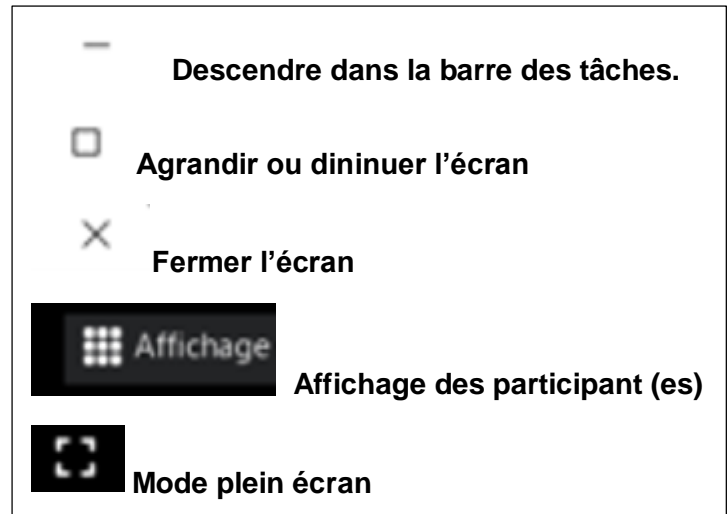 Descendre dans la barre des tâches.
Agrandir ou dininuer l’écran
Fermer l’écran
Affichage
Affichage des participant (es)
Mode plein écran